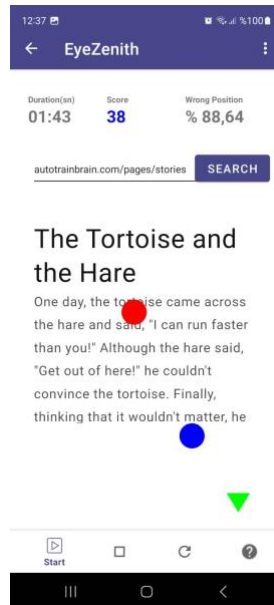 12:37 %100
EyeZenith
Duration(sn) Score Wrong Position
01:43 38 % 88,64
autotrainbrain.com/pages/stories SEARCH
The Tortoise and
the Hare
One day, the tortoise came across
the hare and said, "I can run faster
than you!" Although the hare said,
"Get out of here!" he couldn't
convince the tortoise. Finally,
thinking that it wouldn't matter, he
Start